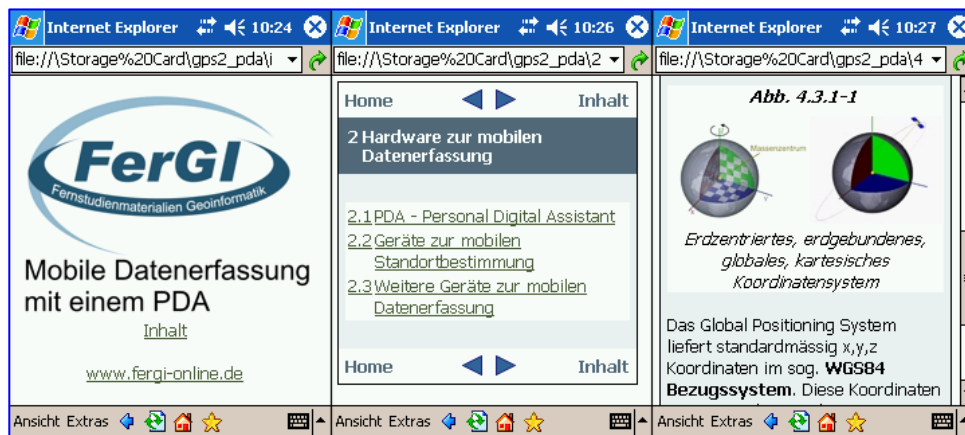 Internet Explorer 10:24
file://\Storage%20Card\gps2_pda\i
FerGI
Fernstudienmaterialien Geoinformatik
Mobile Datenerfassung
mit einem PDA
Inhalt
www.fergi-online.de
Ansicht Extras
Internet Explorer 10:26
file://\Storage%20Card\gps2_pda\2
Home Inhalt
2 Hardware zur mobilen
Datenerfassung
2.1 PDA - Personal Digital Assistant
2.2 Geräte zur mobilen
Standortbestimmung
2.3 Weitere Geräte zur mobilen
Datenerfassung
Home Inhalt
Ansicht Extras
Internet Explorer 10:27
file://\Storage%20Card\gps2_pda\4
Abb. 4.3.1-1
Massenzentrum
Erdzentriertes, erdgebundenes,
globales, kartesisches
Koordinatensystem
Das Global Positioning System
liefert standardmässig x,y,z
Koordinaten im sog. WGS84
Bezugssystem. Diese Koordinaten
Ansicht Extras